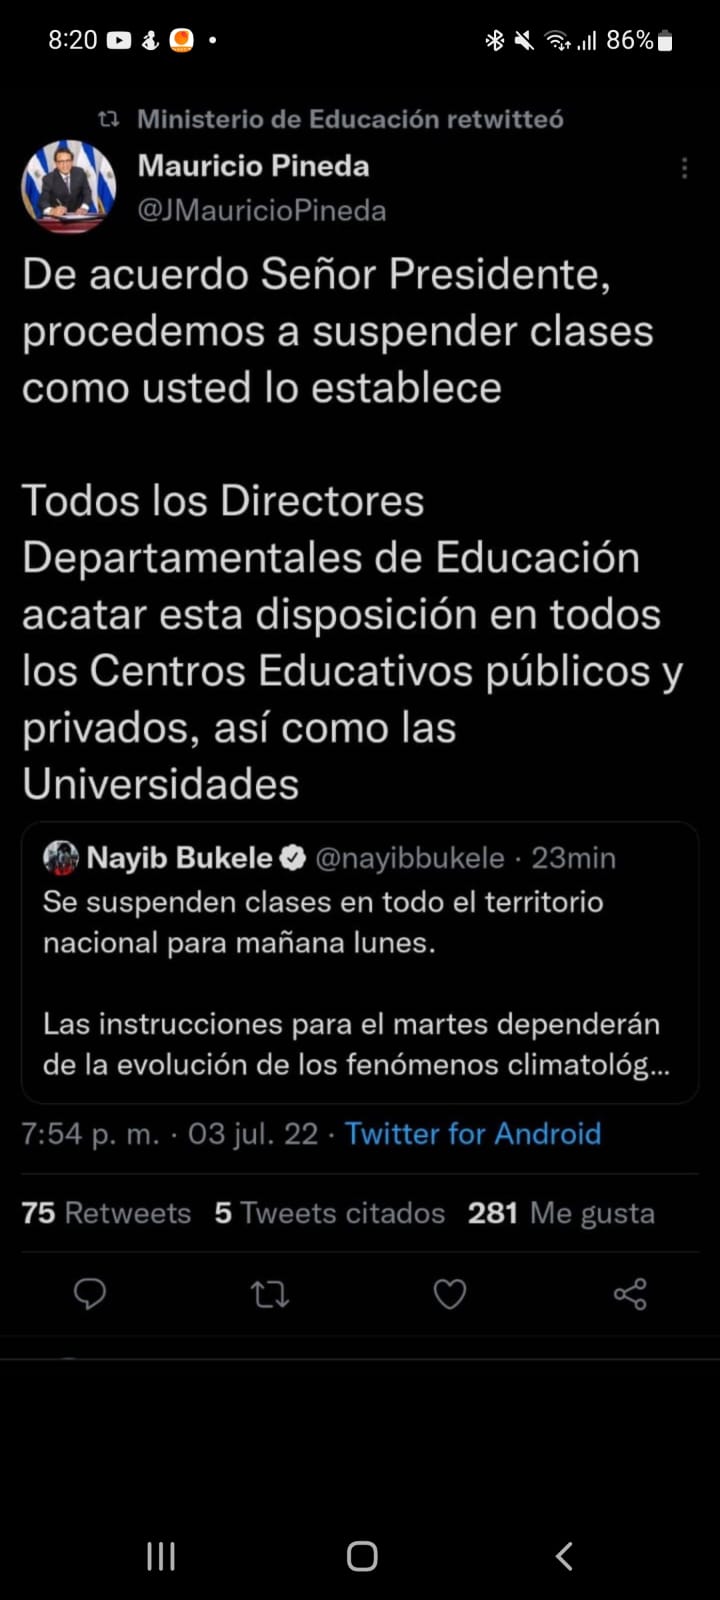 8:20
86%
Ministerio de Educación retwitteó
Mauricio Pineda
@JMauricioPineda
De acuerdo Señor Presidente,
procedemos a suspender clases
como usted lo establece
Todos los Directores
Departamentales de Educación
acatar esta disposición en todos
los Centros Educativos públicos y
privados, así como las
Universidades
Nayib Bukele @nayibbukele · 23min
Se suspenden clases en todo el territorio
nacional para mañana lunes.
Las instrucciones para el martes dependerán
de la evolución de los fenómenos climatológ...
7:54 p. m. · 03 jul. 22 · Twitter for Android
75 Retweets 5 Tweets citados 281 Me gusta